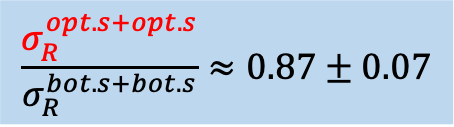 σ_R^{opt.s+opt.s} / σ_R^{bot.s+bot.s} ≈ 0.87 ± 0.07